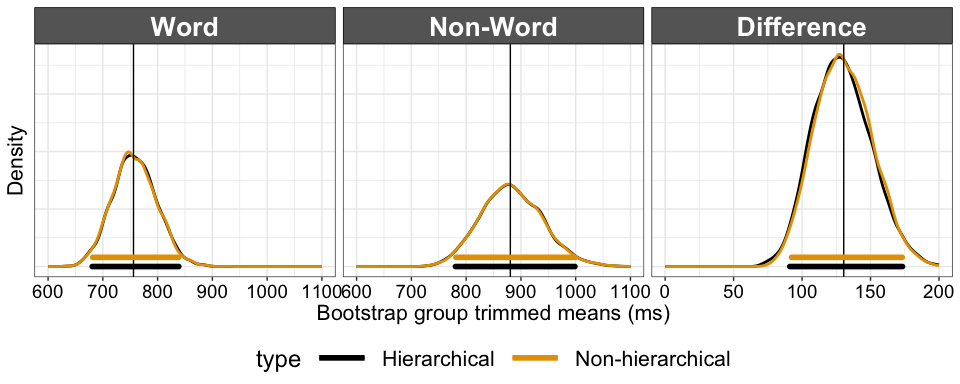 Word Non-Word Difference
Density
600 700 800 900 1000 1100 600 700 800 900 1000 1100 0 50 100 150 200
Bootstrap group trimmed means (ms)
type Hierarchical Non-hierarchical